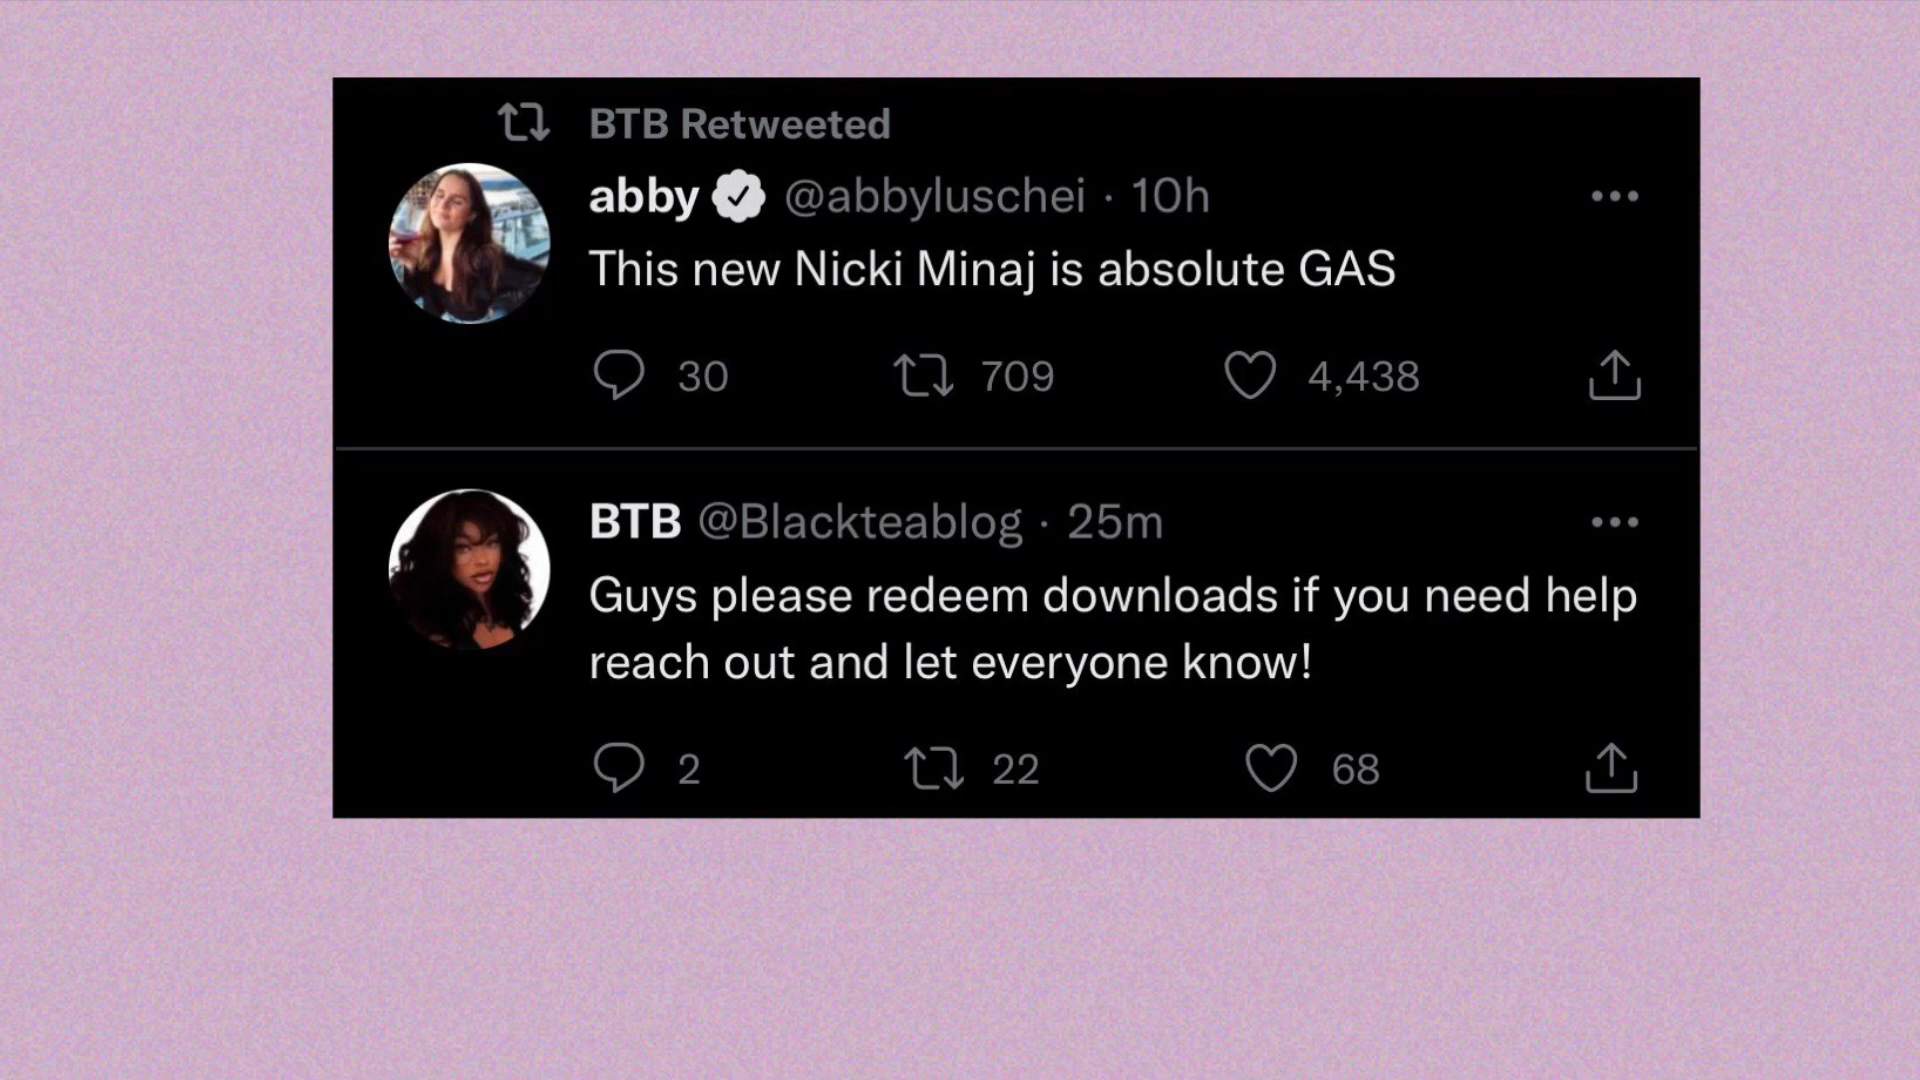 BTB Retweeted
abby @abbyluschei · 10h
This new Nicki Minaj is absolute GAS
30 709 4,438
BTB @Blackteablog · 25m
Guys please redeem downloads if you need help
reach out and let everyone know!
2 22 68